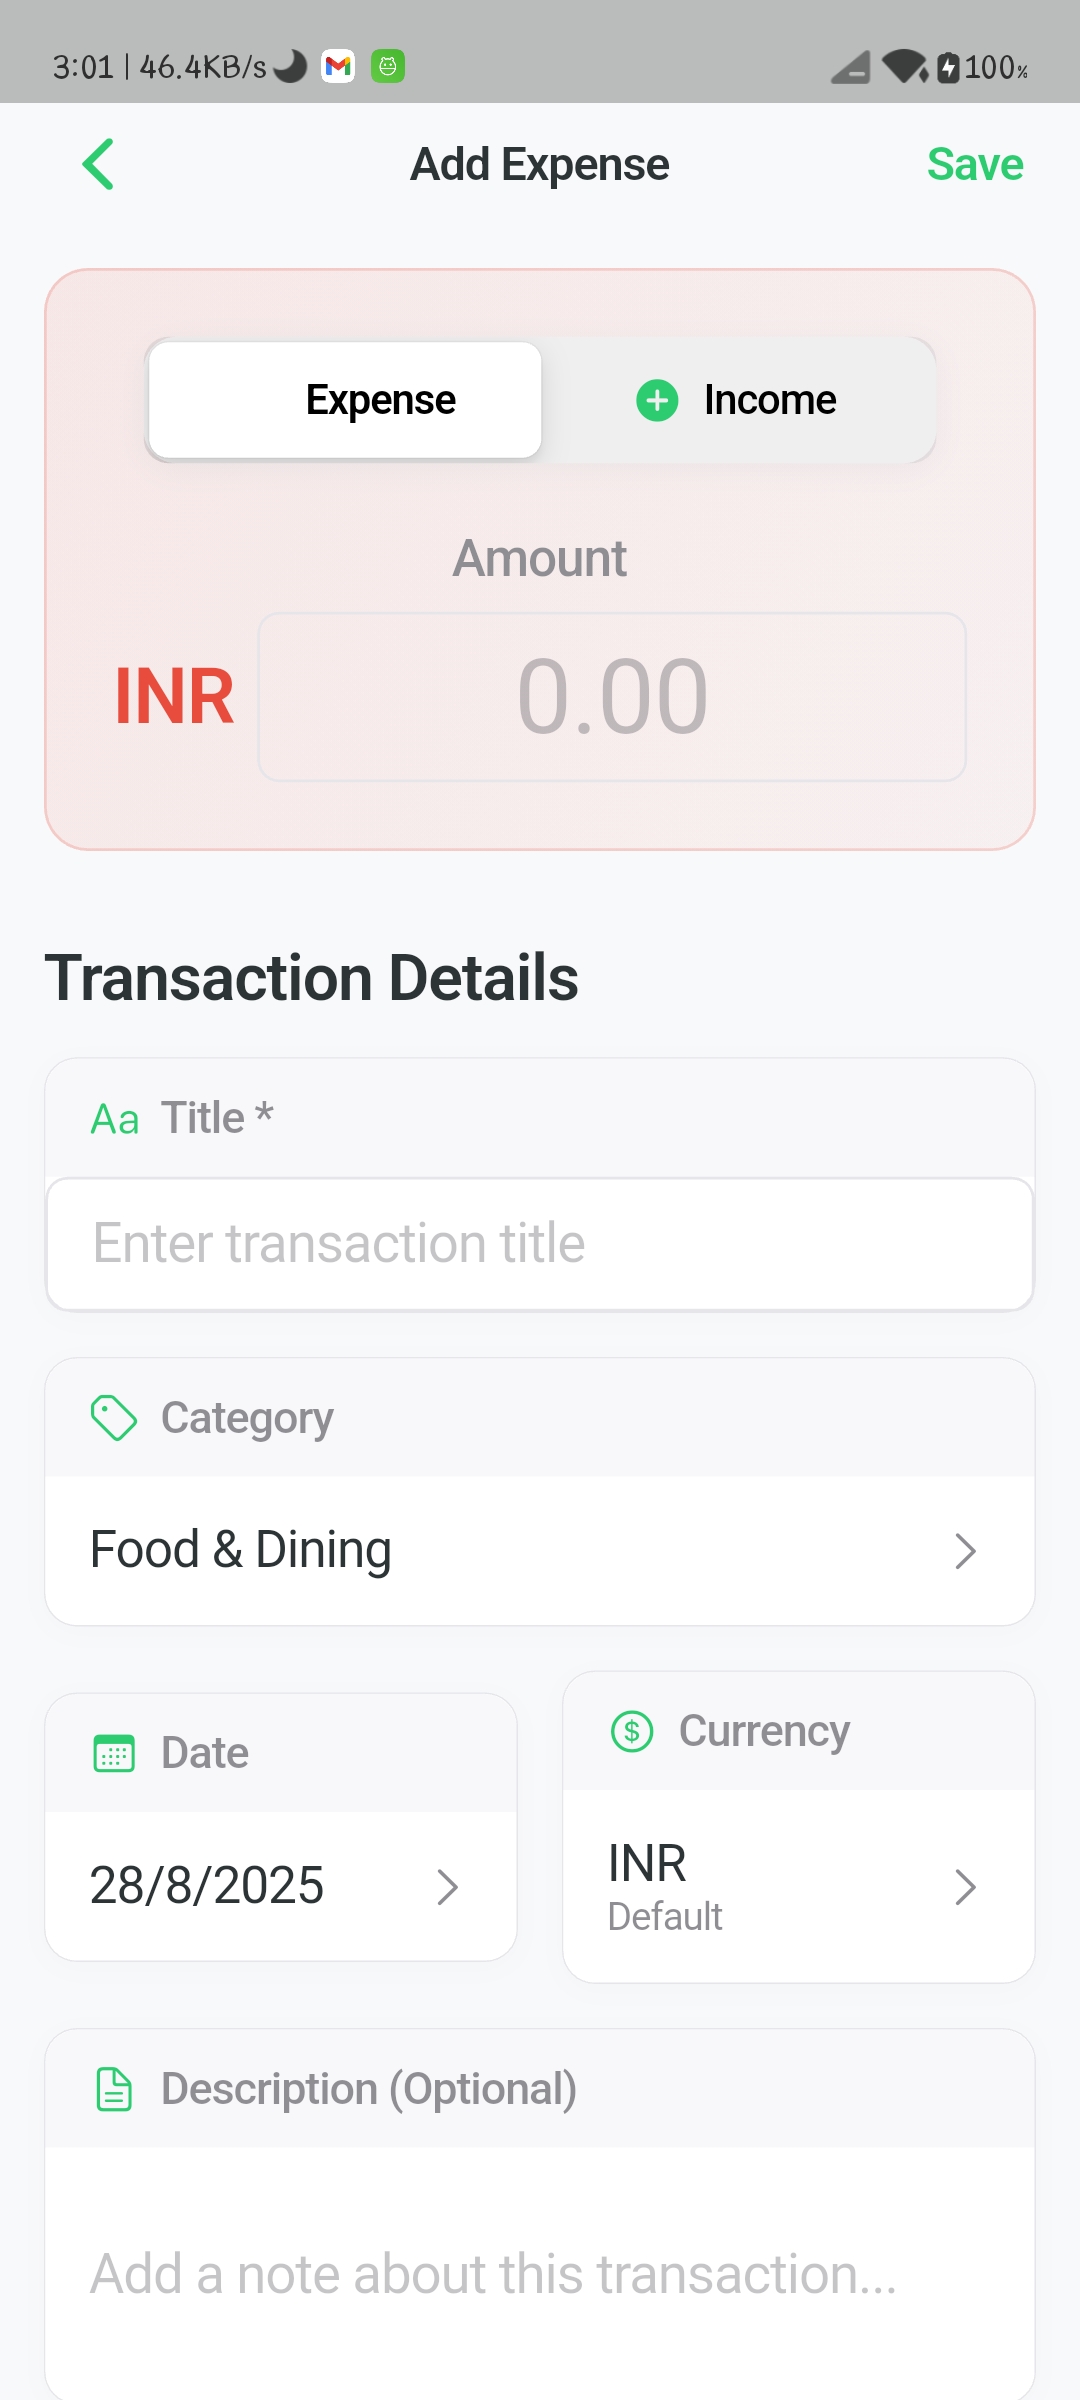 3:01 | 46.4KB/s 100%
Add Expense Save
Expense Income
Amount
INR 0.00
Transaction Details
Aa Title *
Enter transaction title
Category
Food & Dining
Date
28/8/2025
$ Currency
INR
Default
Description (Optional)
Add a note about this transaction...